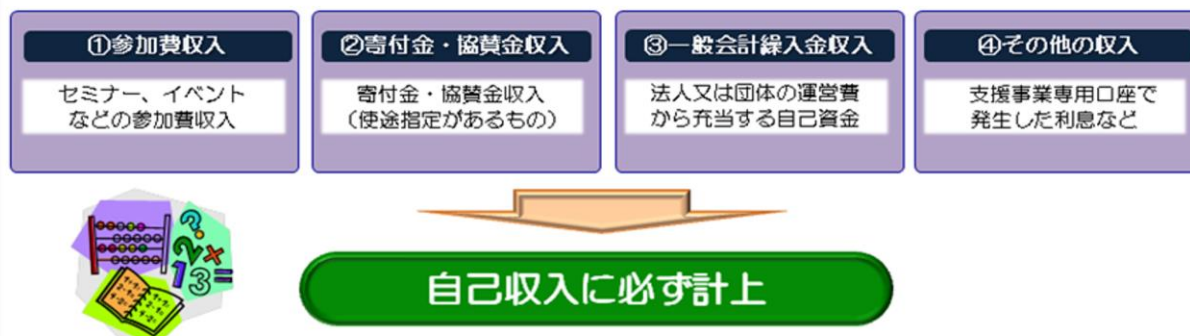 ①参加費収入
セミナー、イベント
などの参加費収入
②寄付金・協賛金収入
寄付金・協賛金収入
（使途指定があるもの）
③一般会計繰入金収入
法人又は団体の運営費
から充当する自己資金
④その他の収入
支援事業専用口座で
発生した利息など
自己収入に必ず計上